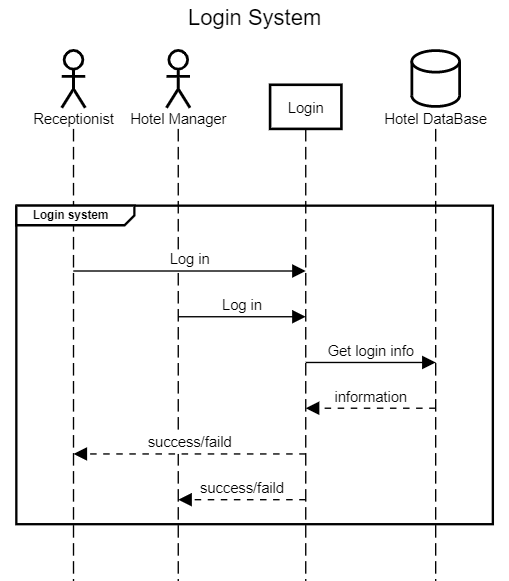 Login System
Receptionist
Hotel Manager
Login
Hotel DataBase
Login system
Log in
Log in
Get login info
information
success/faild
success/faild